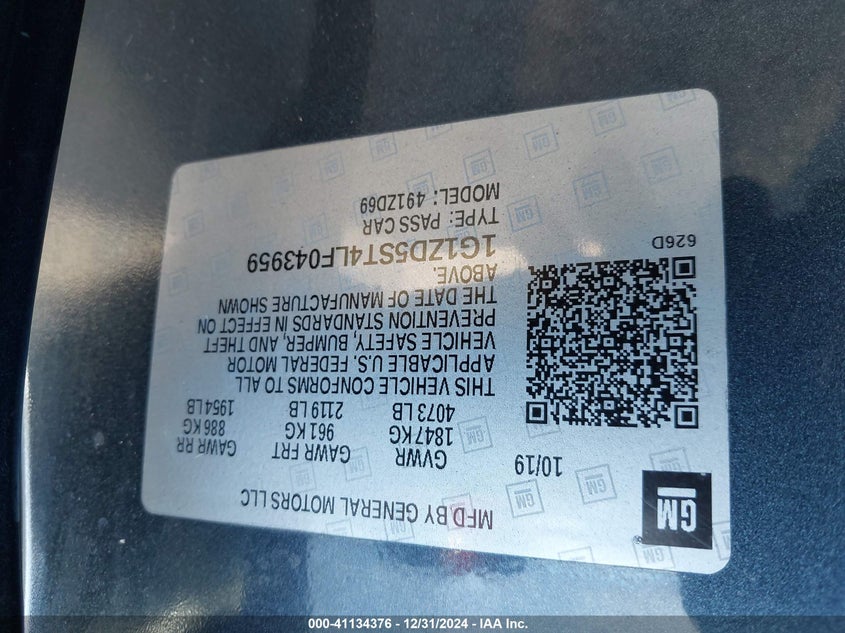 GM
MFD BY GENERAL MOTORS LLC
10/19
GVWR GAWR FRT GAWR RR
1847 KG 961 KG 886 KG
4073 LB 2119 LB 1954 LB
THIS VEHICLE CONFORMS TO ALL
APPLICABLE U.S. FEDERAL MOTOR
VEHICLE SAFETY, BUMPER, AND THEFT
PREVENTION STANDARDS IN EFFECT ON
THE DATE OF MANUFACTURE SHOWN
ABOVE.
1G1ZD5ST4LF043959
TYPE: PASS CAR
MODEL: 491ZD69
626D
000-41134376 - 12/31/2024 - IAA Inc.